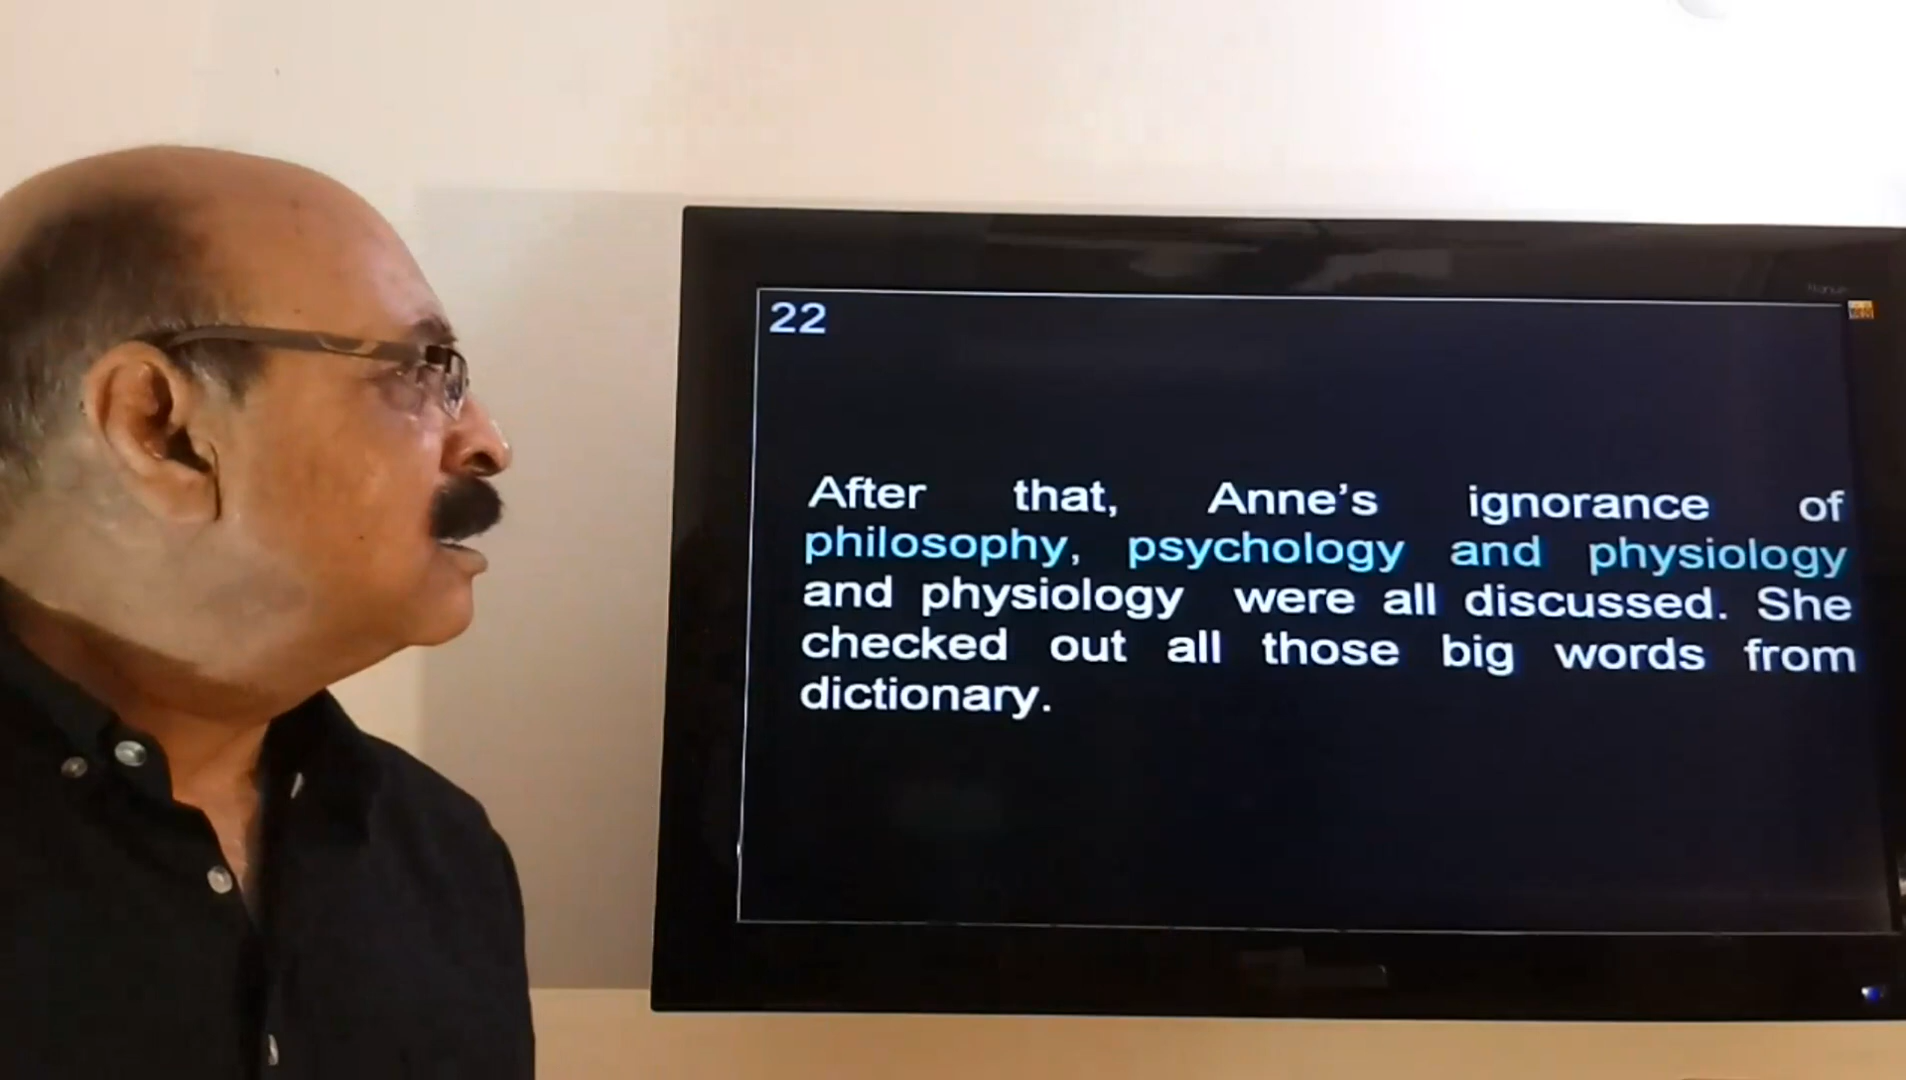 22
After that, Anne's ignorance of
philosophy, psychology and physiology
and physiology were all discussed. She
checked out all those big words from
dictionary.